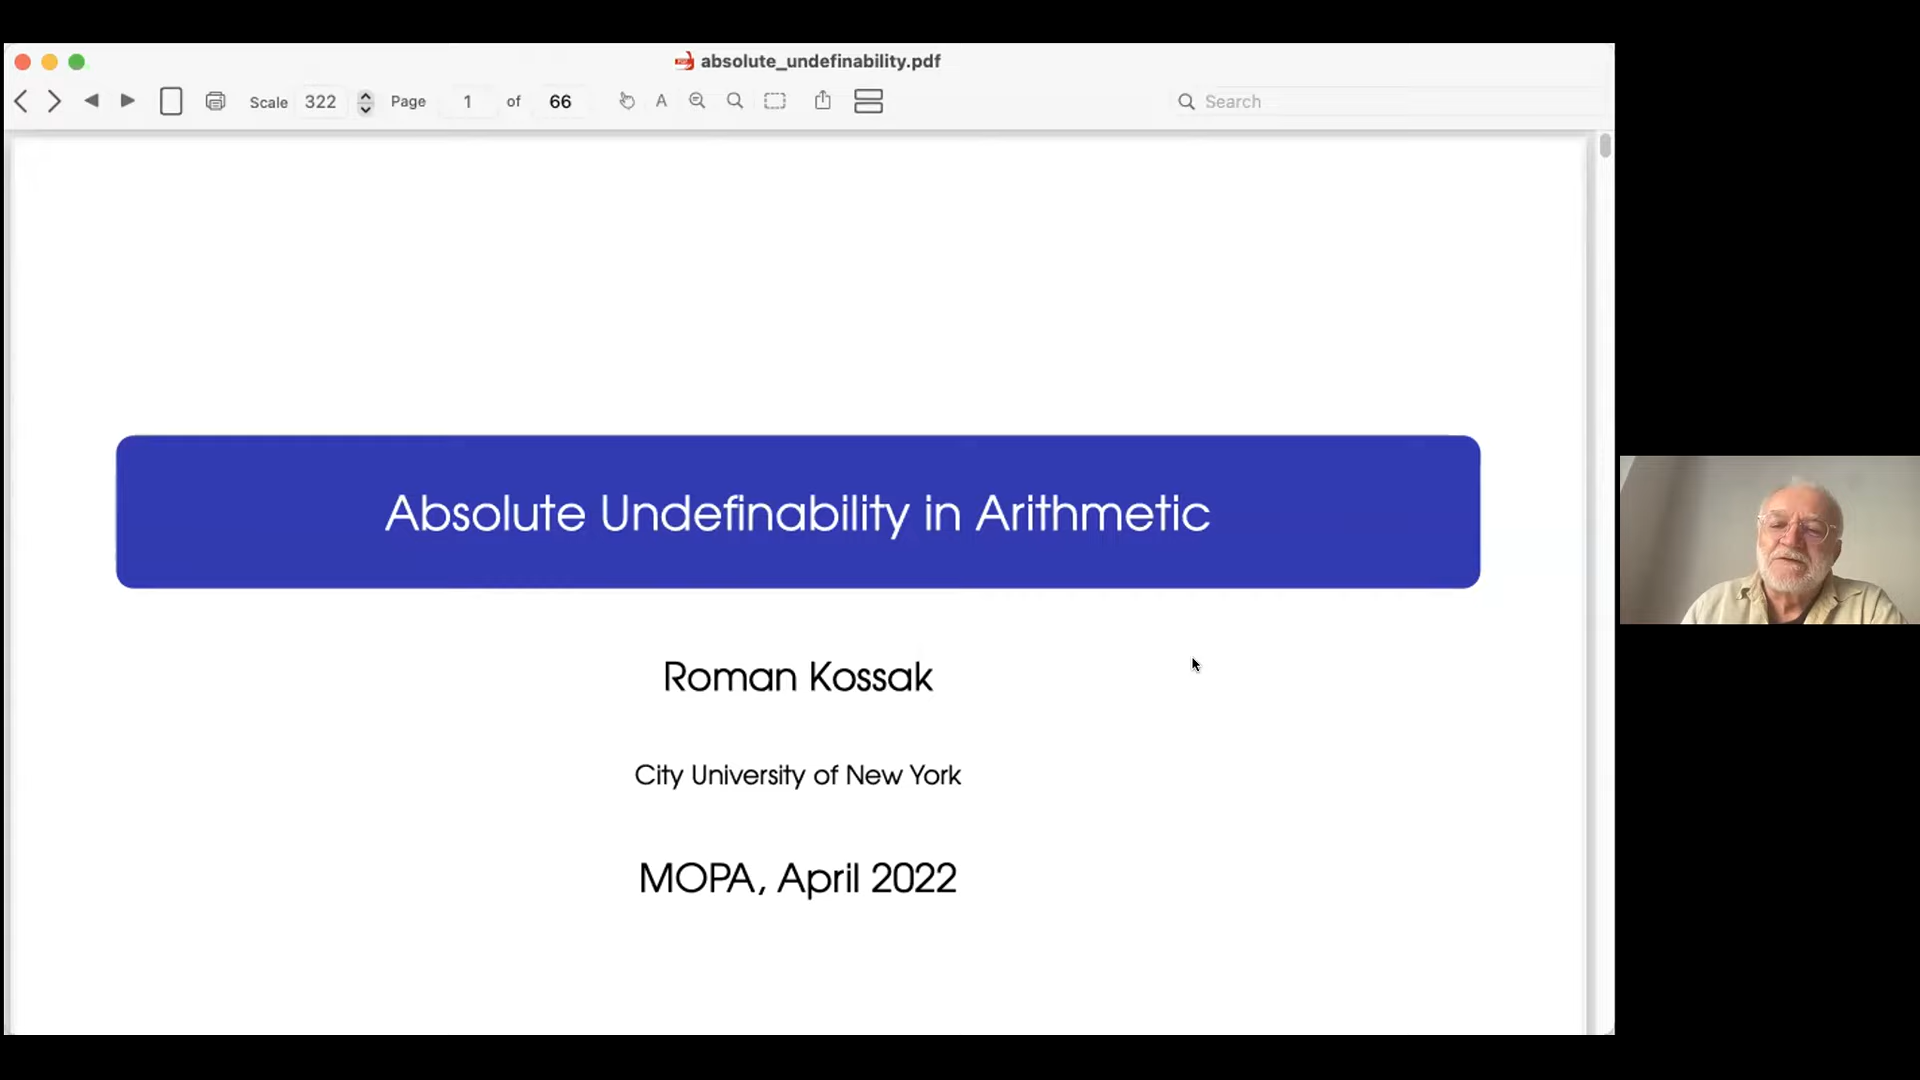 absolute_undefinability.pdf
Scale 322 Page 1 of 66 A Search
Absolute Undefinability in Arithmetic
Roman Kossak
City University of New York
MOPA, April 2022